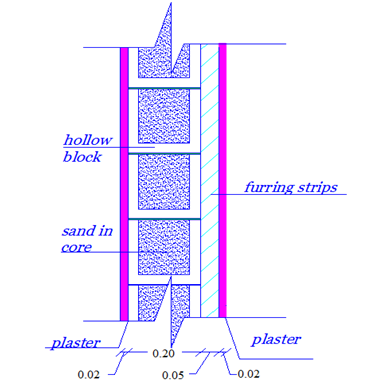 hollow
block
furring strips
sand in
core
plaster
plaster
0.20
0.02
0.05
0.02